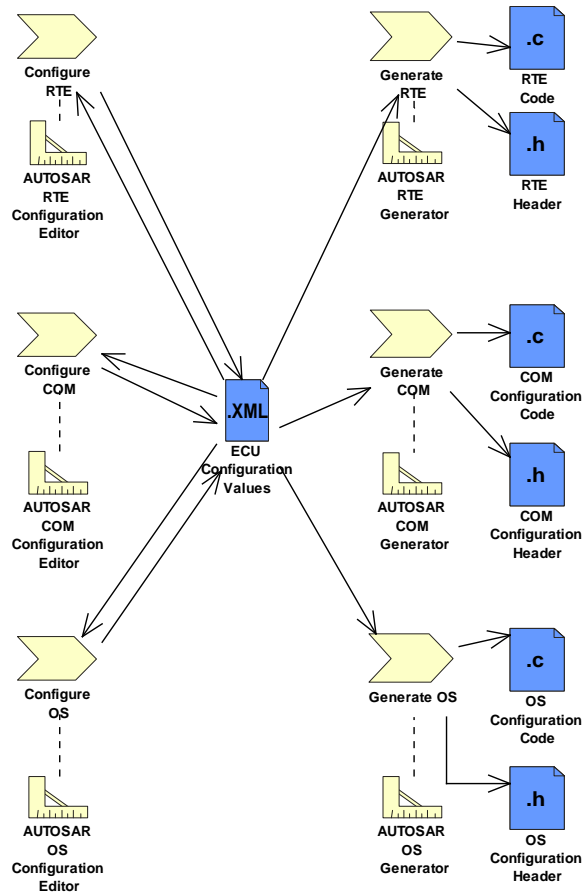 Configure
RTE
AUTOSAR
RTE
Configuration
Editor
Generate
RTE
AUTOSAR
RTE
Generator
.c
RTE
Code
.h
RTE
Header
Configure
COM
AUTOSAR
COM
Configuration
Editor
.XML
ECU
Configuration
Values
Generate
COM
AUTOSAR
COM
Generator
.c
COM
Configuration
Code
.h
COM
Configuration
Header
Configure
OS
AUTOSAR
OS
Configuration
Editor
Generate OS
AUTOSAR
OS
Generator
.c
OS
Configuration
Code
.h
OS
Configuration
Header